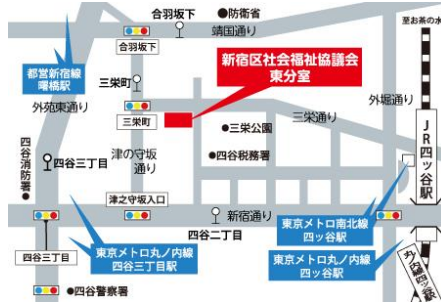 合羽坂下
●防衛省
靖国通り
至お茶の水
合羽坂下
都営新宿線
曙橋駅
新宿区社会福祉協議会
東分室
三栄町
外苑東通り
外堀通り
三栄町
●三栄公園
三栄通り
JR四ッ谷駅
四谷消防署●
四谷三丁目
津の守坂
通り
●四谷税務署
津之守坂入口
新宿通り
東京メトロ南北線
四ッ谷駅
四谷二丁目
四谷三丁目
東京メトロ丸ノ内線
四谷三丁目駅
東京メトロ丸ノ内線
四ッ谷駅
丸ノ内線
四ッ谷駅
●四谷警察署